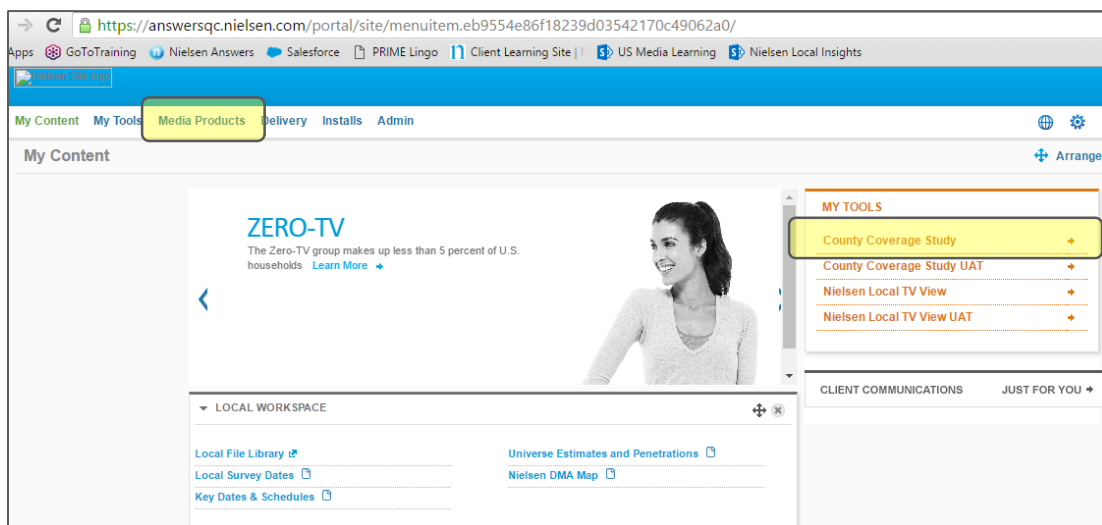 https://answersqc.nielsen.com/portal/site/menuitem.eb9554e86f18239d03542170c49062a0/
Apps GoToTraining Nielsen Answers Salesforce PRIME Lingo Client Learning Site | US Media Learning Nielsen Local Insights
Nielsen Site logo
My Content My Tools Media Products Delivery Installs Admin
My Content Arrange
ZERO-TV
The Zero-TV group makes up less than 5 percent of U.S.
households Learn More
MY TOOLS
County Coverage Study
County Coverage Study UAT
Nielsen Local TV View
Nielsen Local TV View UAT
CLIENT COMMUNICATIONS JUST FOR YOU
LOCAL WORKSPACE
Local File Library Universe Estimates and Penetrations
Local Survey Dates Nielsen DMA Map
Key Dates & Schedules